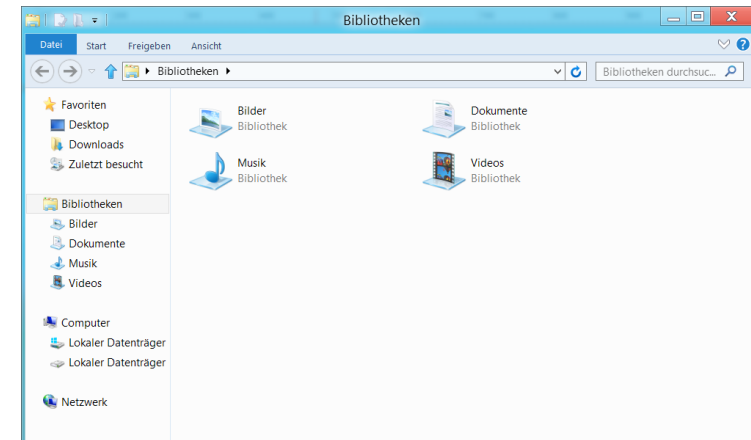 Bibliotheken
Datei Start Freigeben Ansicht
Bibliotheken
Bibliotheken durchsuc...
Favoriten
Desktop
Downloads
Zuletzt besucht
Bibliotheken
Bilder
Dokumente
Musik
Videos
Computer
Lokaler Datenträger
Lokaler Datenträger
Netzwerk
Bilder
Bibliothek
Dokumente
Bibliothek
Musik
Bibliothek
Videos
Bibliothek